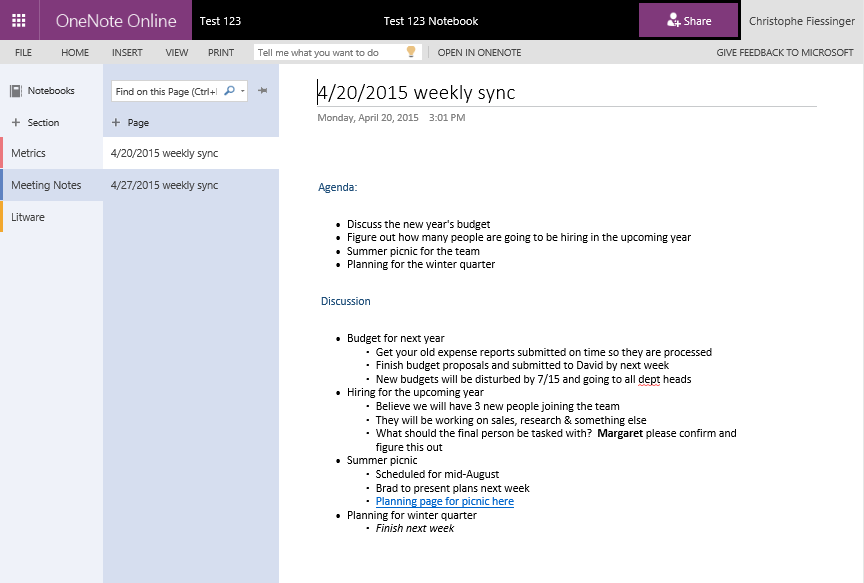 OneNote Online
Test 123
Test 123 Notebook
Share
Christophe Fiessinger
FILE HOME INSERT VIEW PRINT Tell me what you want to do OPEN IN ONENOTE GIVE FEEDBACK TO MICROSOFT
Notebooks
+ Section
Metrics
Meeting Notes
Litware
Find on this Page (Ctrl+
+ Page
4/20/2015 weekly sync
4/27/2015 weekly sync
4/20/2015 weekly sync
Monday, April 20, 2015 3:01 PM
Agenda:
• Discuss the new year's budget
• Figure out how many people are going to be hiring in the upcoming year
• Summer picnic for the team
• Planning for the winter quarter
Discussion
• Budget for next year
• Get your old expense reports submitted on time so they are processed
• Finish budget proposals and submitted to David by next week
• New budgets will be disturbed by 7/15 and going to all dept heads
• Hiring for the upcoming year
• Believe we will have 3 new people joining the team
• They will be working on sales, research & something else
• What should the final person be tasked with? Margaret please confirm and
figure this out
• Summer picnic
• Scheduled for mid-August
• Brad to present plans next week
• Planning page for picnic here
• Planning for winter quarter
• Finish next week